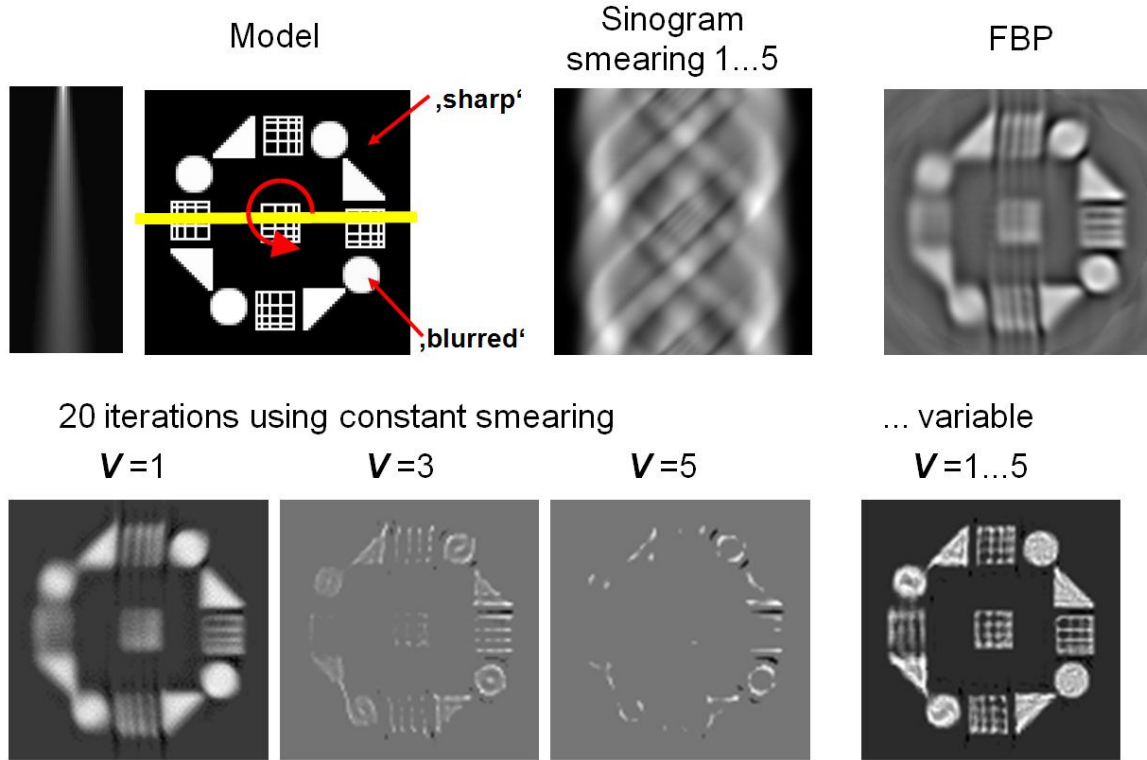 Model
Sinogram
smearing 1...5
FBP
‚sharp‘
‚blurred‘
20 iterations using constant smearing
... variable
V =1
V =3
V =5
V =1...5